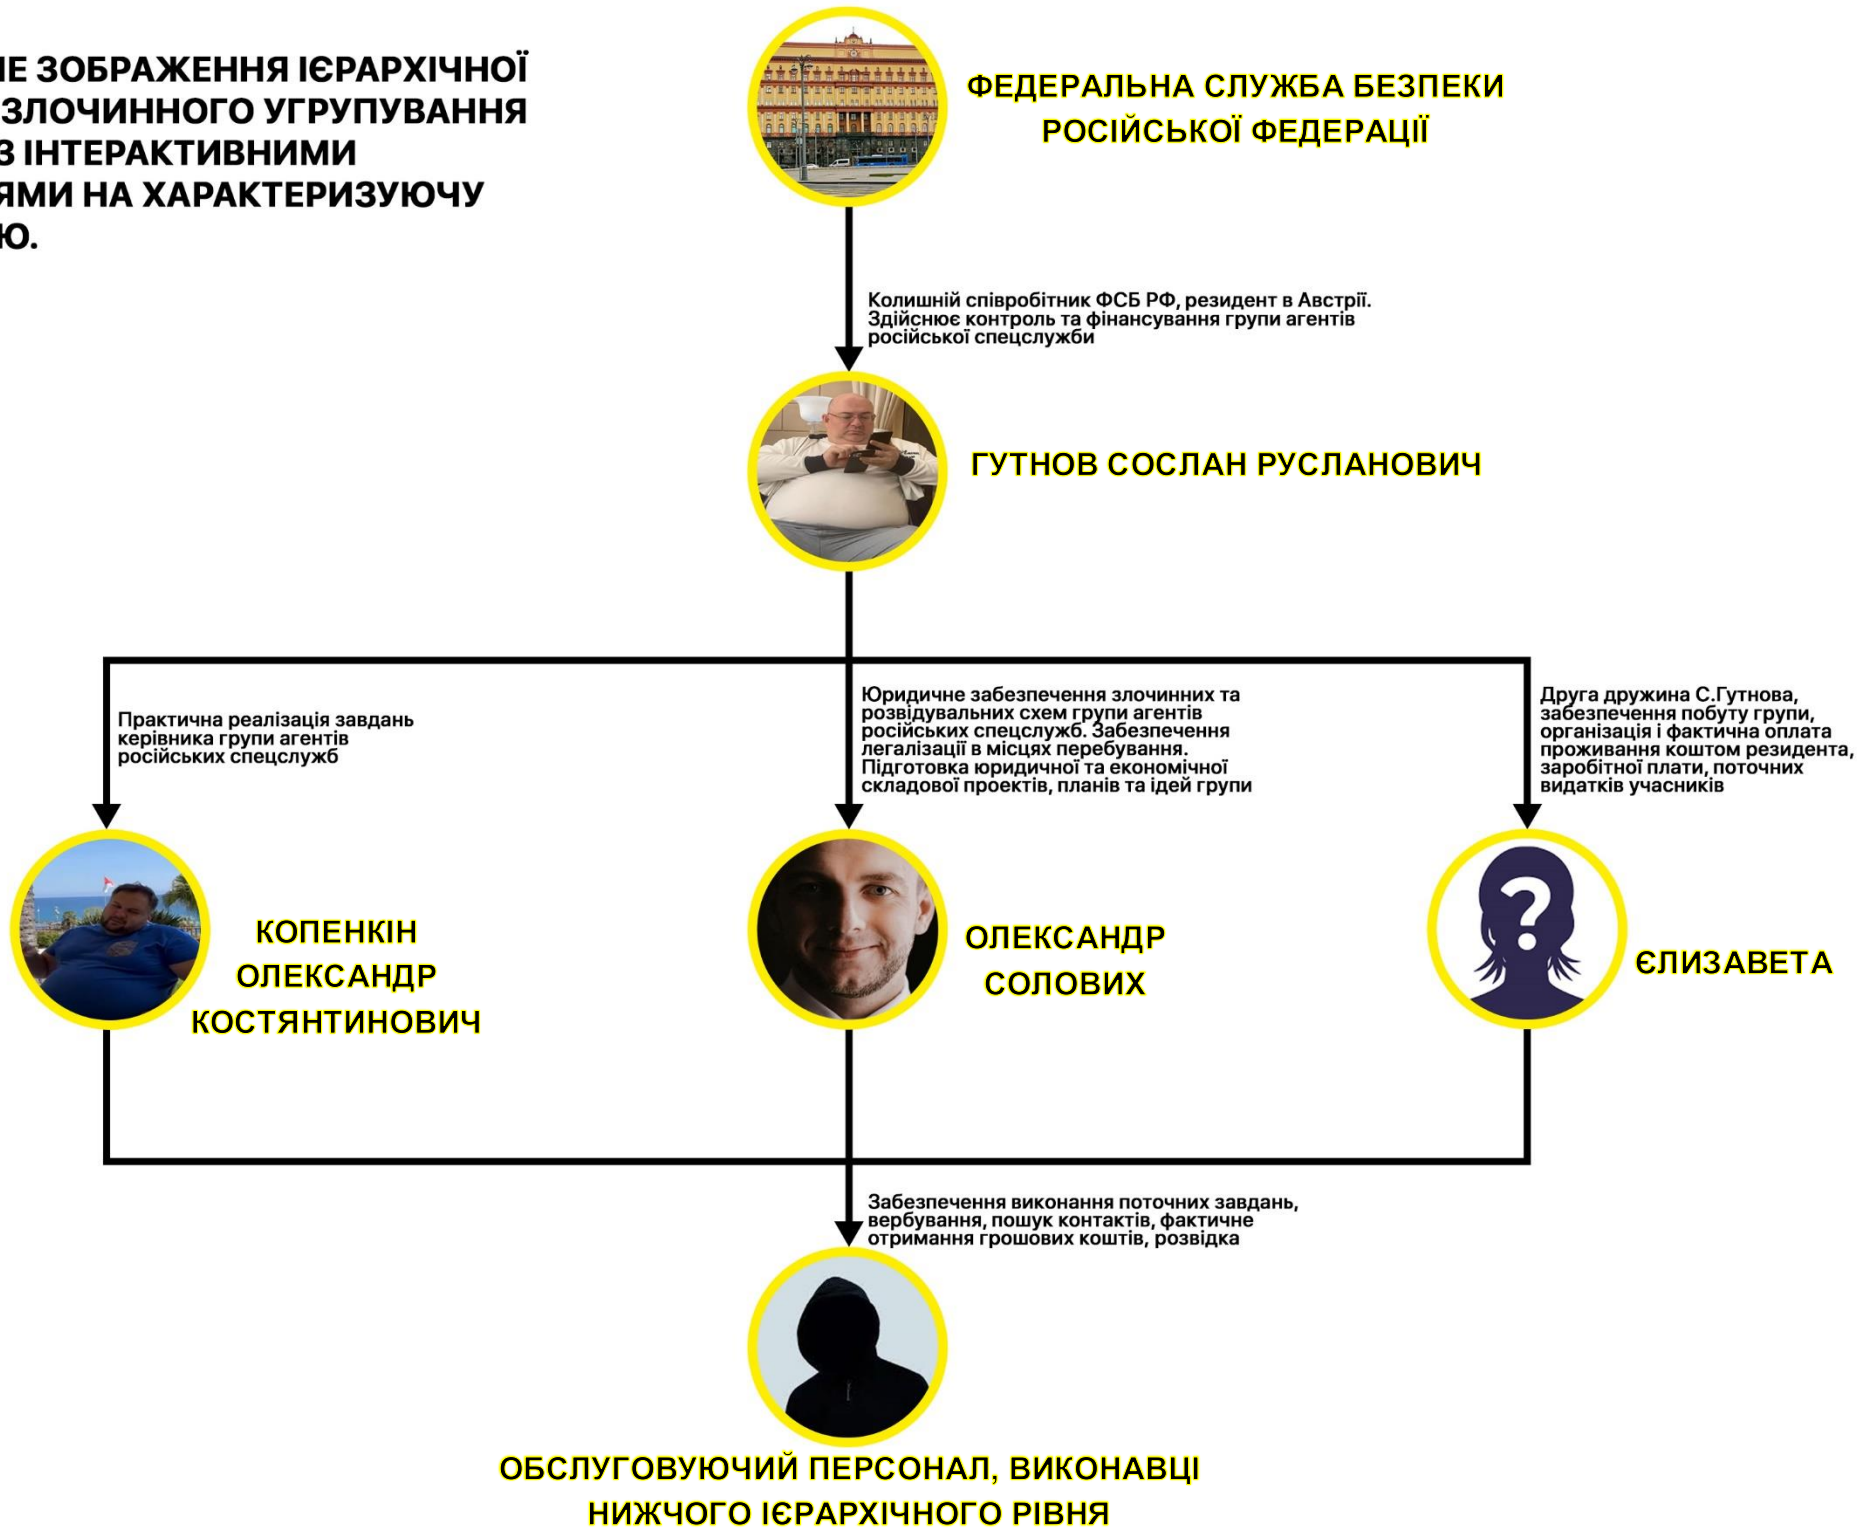 ЗОБРАЖЕННЯ ІЄРАРХІЧНОЇ
ЗЛОЧИННОГО УГРУПУВАННЯ
З ІНТЕРАКТИВНИМИ
НА ХАРАКТЕРИЗУЮЧУ
ФЕДЕРАЛЬНА СЛУЖБА БЕЗПЕКИ
РОСІЙСЬКОЇ ФЕДЕРАЦІЇ
Колишній співробітник ФСБ РФ, резидент в Австрії.
Здійснює контроль та фінансування групи агентів
російської спецслужби
ГУТНОВ СОСЛАН РУСЛАНОВИЧ
Практична реалізація завдань
керівника групи агентів
російських спецслужб
Юридичне забезпечення злочинних та
розвідувальних схем групи агентів
російських спецслужб. Забезпечення
легалізації в місцях перебування.
Підготовка юридичної та економічної
складової проектів, планів та ідей групи
Друга дружина С.Гутнова,
забезпечення побуту групи,
організація і фактична оплата
проживання коштом резидента,
заробітної плати, поточних
видатків учасників
КОПЕНКІН
ОЛЕКСАНДР
КОСТЯНТИНОВИЧ
ОЛЕКСАНДР
СОЛОВИХ
ЄЛИЗАВЕТА
Забезпечення виконання поточних завдань,
вербування, пошук контактів, фактичне
отримання грошових коштів, розвідка
ОБСЛУГОВУЮЧИЙ ПЕРСОНАЛ, ВИКОНАВЦІ
НИЖЧОГО ІЄРАРХІЧНОГО РІВНЯ